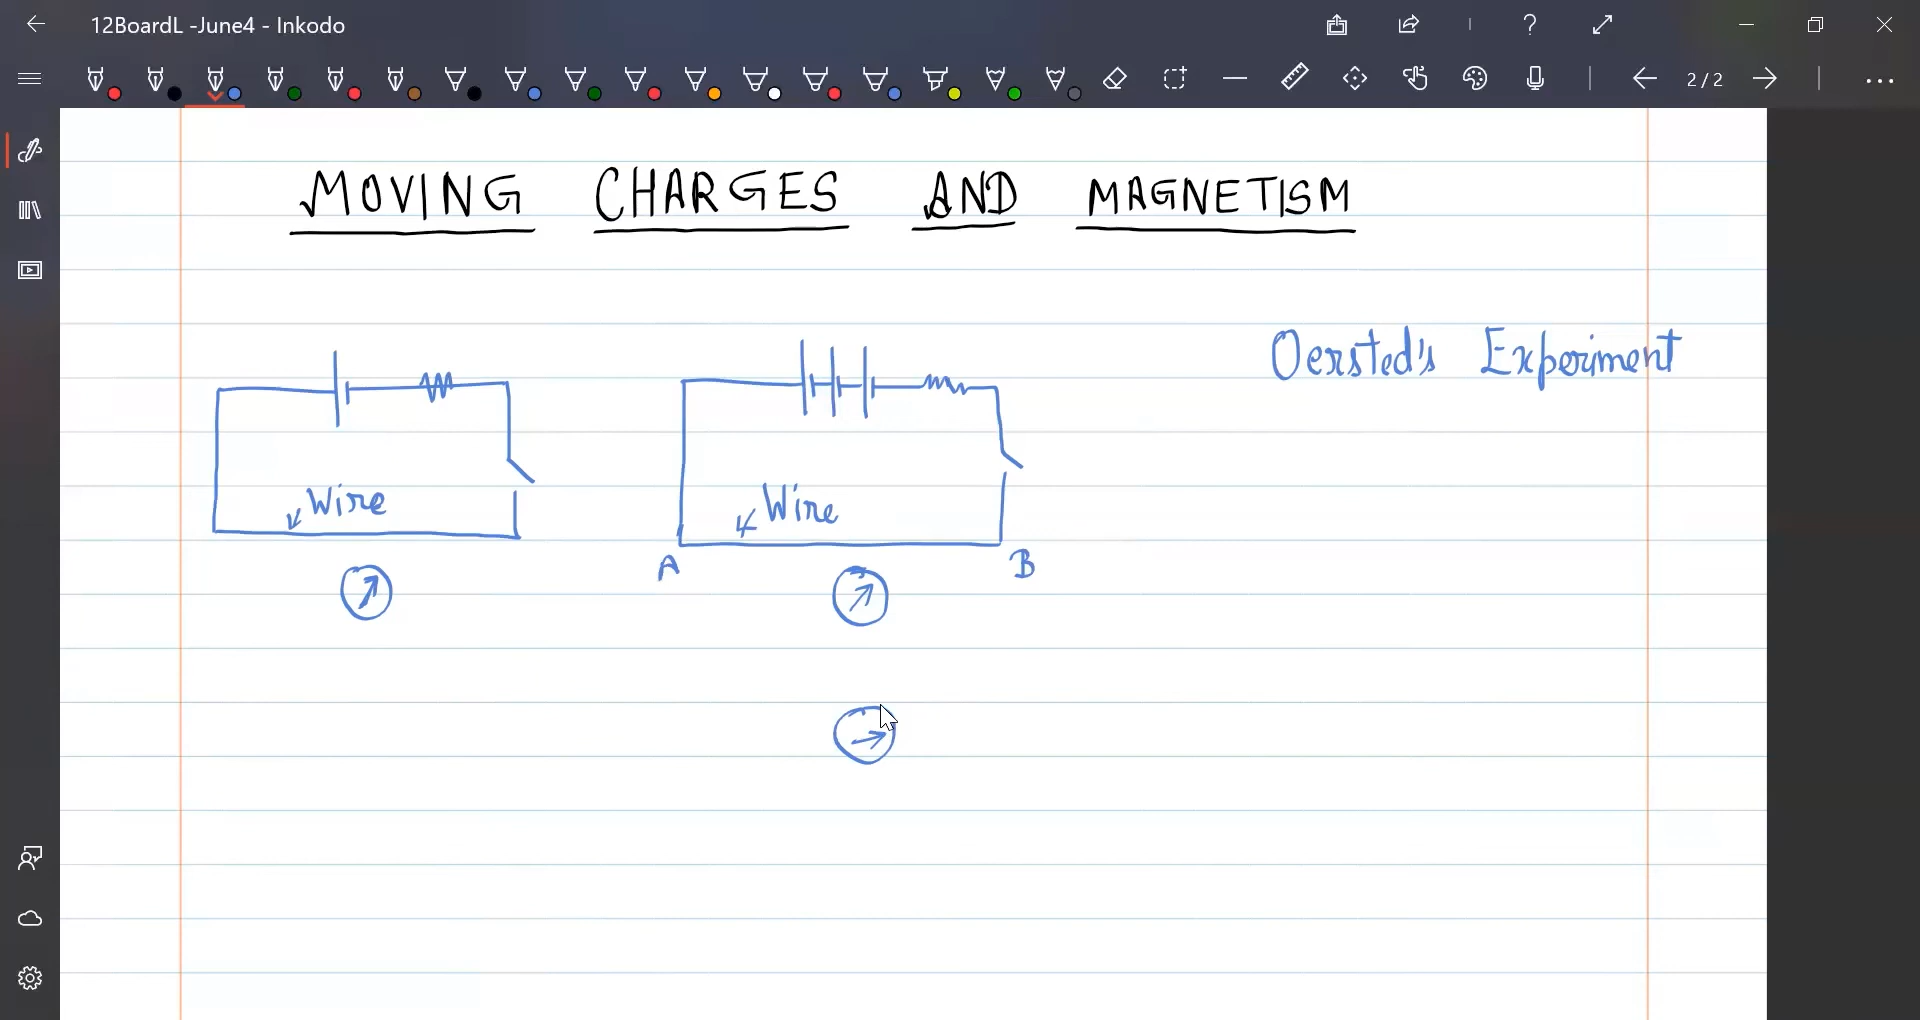 12BoardL -June4 - Inkodo
2/2
MOVING CHARGES AND MAGNETISM
Oersted's Experiment
Wire
Wire
A
B